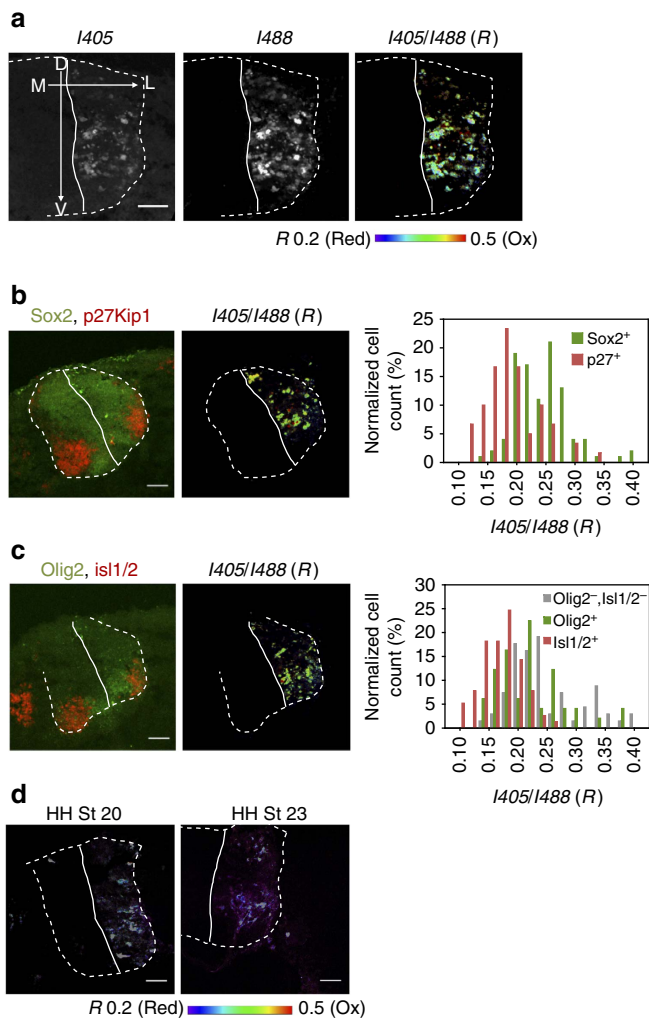 a
I405
I488
I405/I488 (R)
D
M
L
V
R 0.2 (Red)
0.5 (Ox)
b
Sox2, p27Kip1
I405/I488 (R)
Normalized cell
count (%)
25
20
15
10
5
0
Sox2⁺
p27⁺
0.10
0.15
0.20
0.25
0.30
0.35
0.40
I405/I488 (R)
c
Olig2, isl1/2
I405/I488 (R)
Normalized cell
count (%)
30
25
20
15
10
5
0
Olig2⁻,Isl1/2⁻
Olig2⁺
Isl1/2⁺
0.10
0.15
0.20
0.25
0.30
0.35
0.40
I405/I488 (R)
d
HH St 20
HH St 23
R 0.2 (Red)
0.5 (Ox)